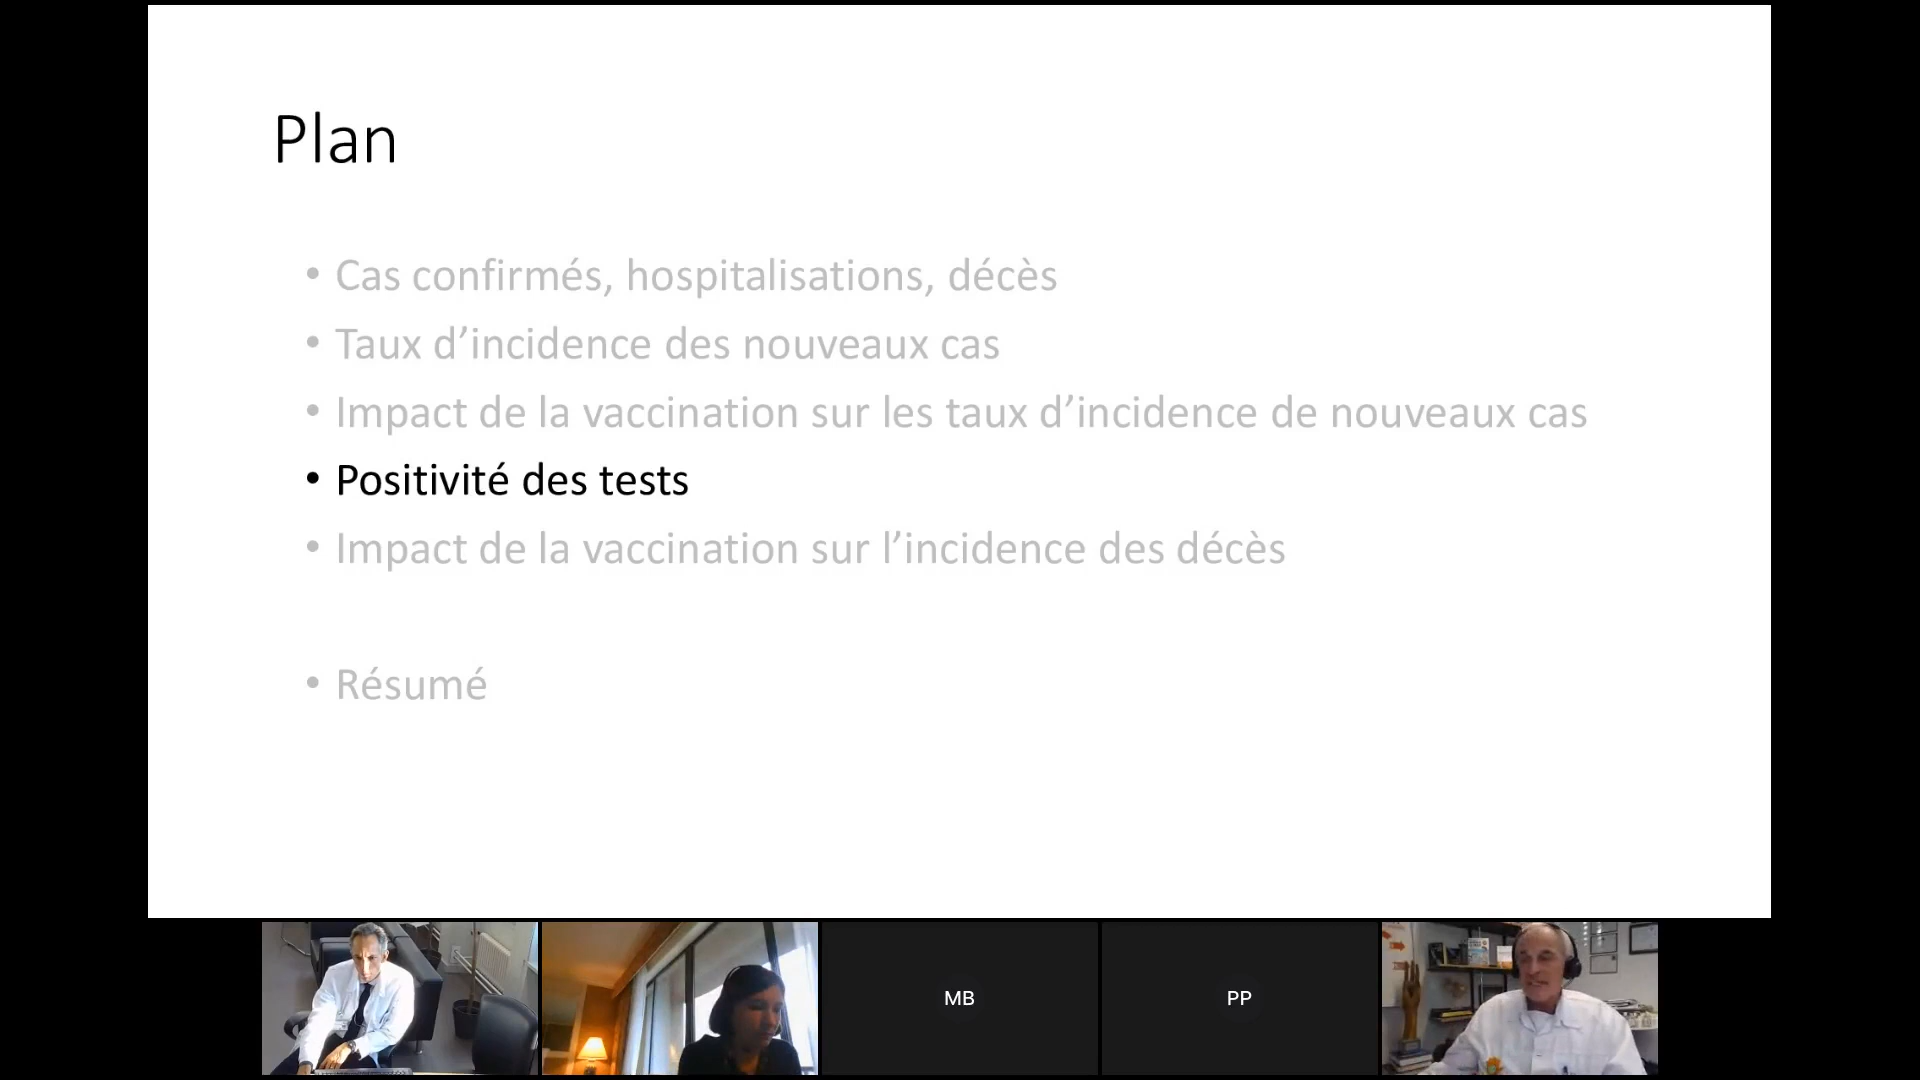 Plan
• Cas confirmés, hospitalisations, décès
• Taux d’incidence des nouveaux cas
• Impact de la vaccination sur les taux d’incidence de nouveaux cas
• Positivité des tests
• Impact de la vaccination sur l’incidence des décès
• Résumé
MB
PP